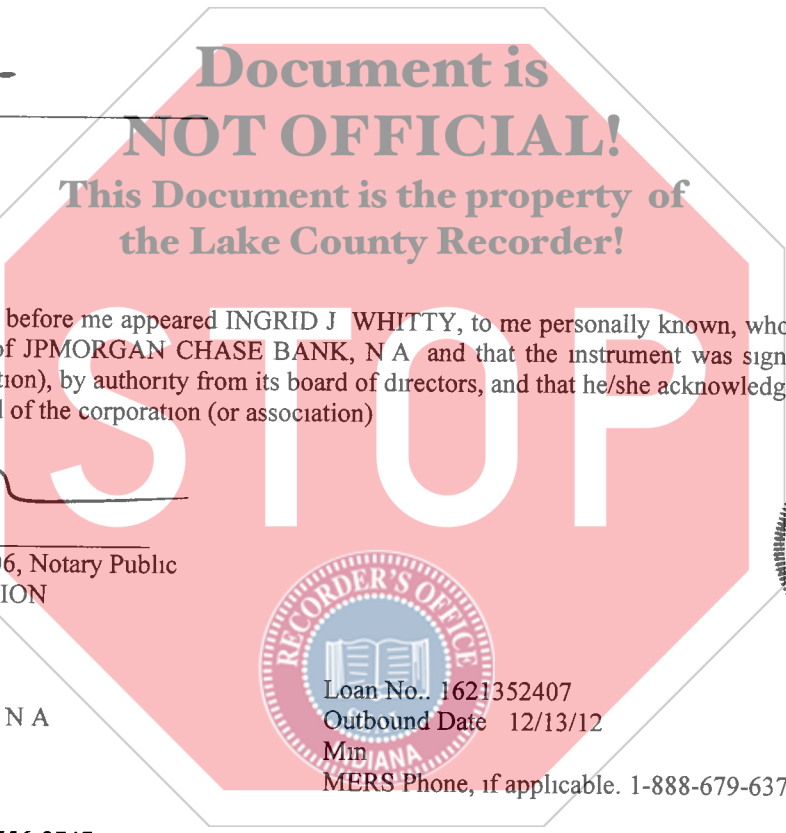 Document is
NOT OFFICIAL!
This Document is the property of
the Lake County Recorder!
before me appeared INGRID J WHITTY, to me personally known, who
of JPMORGAN CHASE BANK, N A and that the instrument was sign
tion), by authority from its board of directors, and that he/she acknowledg
of the corporation (or association)
STOP
6, Notary Public
ION
RECORDER'S OFFICE
N A
Loan No.. 1621352407
Outbound Date 12/13/12
Min
DIANA
MERS Phone, if applicable. 1-888-679-637